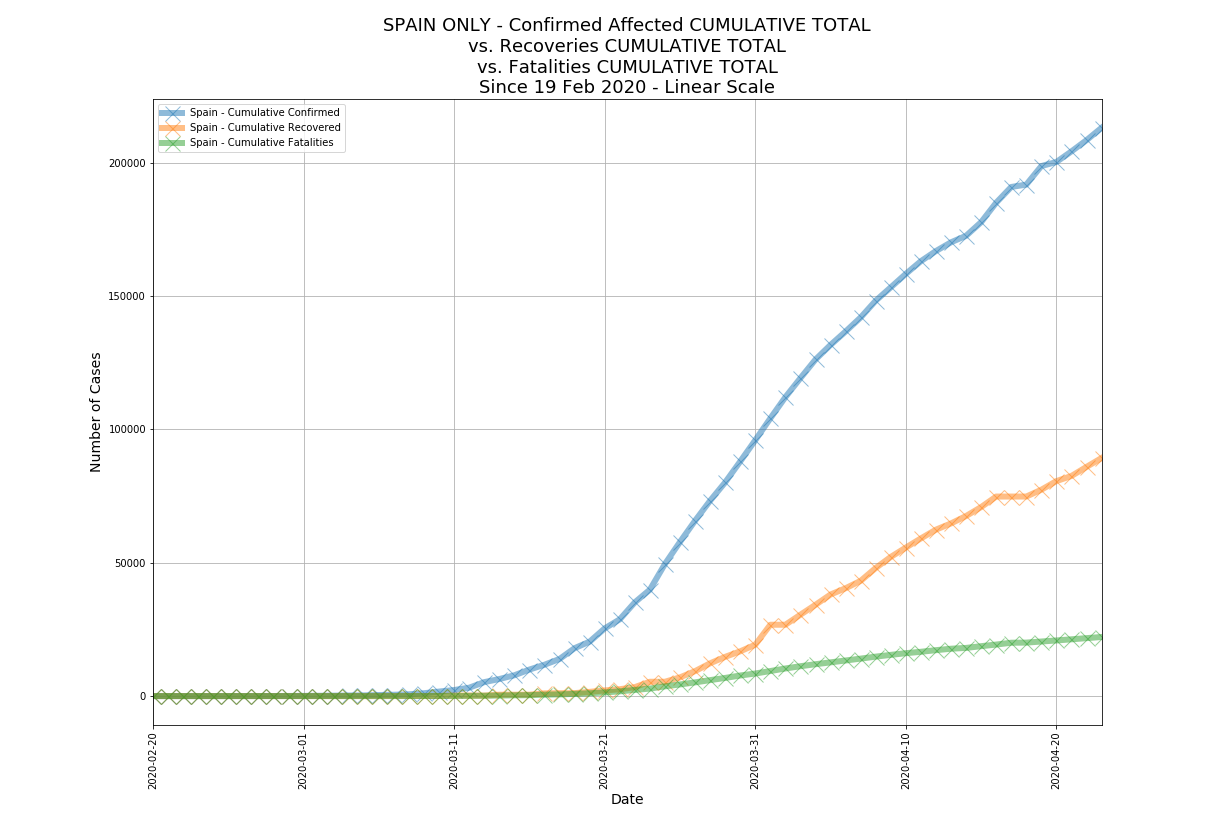 SPAIN ONLY - Confirmed Affected CUMULATIVE TOTAL
vs. Recoveries CUMULATIVE TOTAL
vs. Fatalities CUMULATIVE TOTAL
Since 19 Feb 2020 - Linear Scale
Spain - Cumulative Confirmed
Spain - Cumulative Recovered
Spain - Cumulative Fatalities
200000
150000
100000
50000
0
Number of Cases
2020-02-20
2020-03-01
2020-03-11
2020-03-21
2020-03-31
2020-04-10
2020-04-20
Date